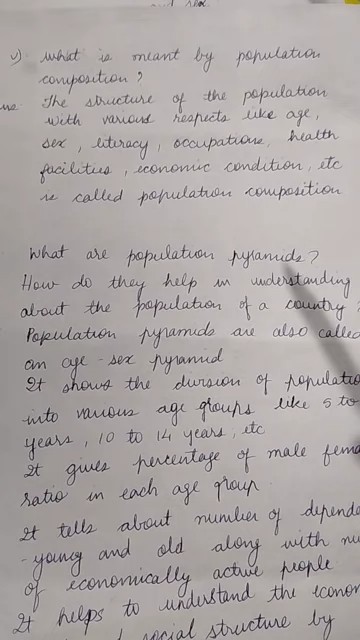 and sex.
v) what is meant by population
composition?
Ans. The structure of the population
with various respects like age,
sex, literacy, occupations, health
facilities, economic condition, etc
is called population composition
What are population pyramids?
How do they help in understanding
about the population of a country?
Population pyramids are also called
an age-sex pyramid
It shows the division of populatio
into various age groups like 5 to
years, 10 to 14 years, etc
It gives percentage of male fema
ratio in each age group.
It tells about number of depende
-young and old along with nu
of economically active people.
It helps to understand the econom
social structure by